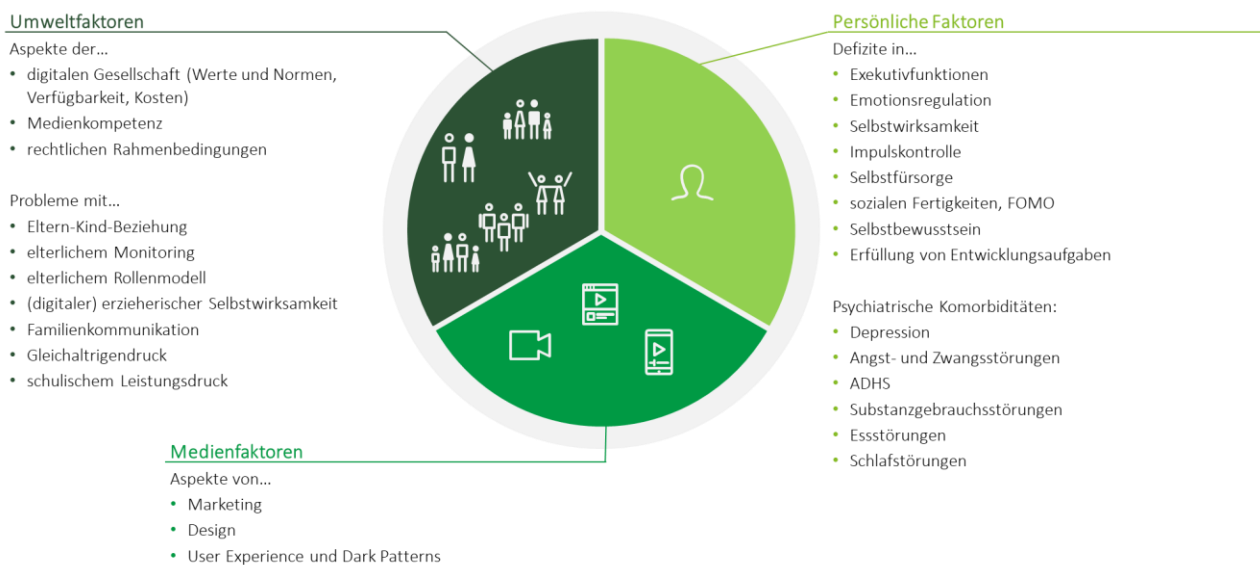 Umweltfaktoren
Aspekte der...
• digitalen Gesellschaft (Werte und Normen,
Verfügbarkeit, Kosten)
• Medienkompetenz
• rechtlichen Rahmenbedingungen
Probleme mit...
• Eltern-Kind-Beziehung
• elterlichem Monitoring
• elterlichem Rollenmodell
• (digitaler) erzieherischer Selbstwirksamkeit
• Familienkommunikation
• Gleichaltrigendruck
• schulischem Leistungsdruck
Persönliche Faktoren
Defizite in...
• Exekutivfunktionen
• Emotionsregulation
• Selbstwirksamkeit
• Impulskontrolle
• Selbstfürsorge
• sozialen Fertigkeiten, FOMO
• Selbstbewusstsein
• Erfüllung von Entwicklungsaufgaben
Psychiatrische Komorbiditäten:
• Depression
• Angst- und Zwangsstörungen
• ADHS
• Substanzgebrauchsstörungen
• Essstörungen
• Schlafstörungen
Medienfaktoren
Aspekte von...
• Marketing
• Design
• User Experience und Dark Patterns